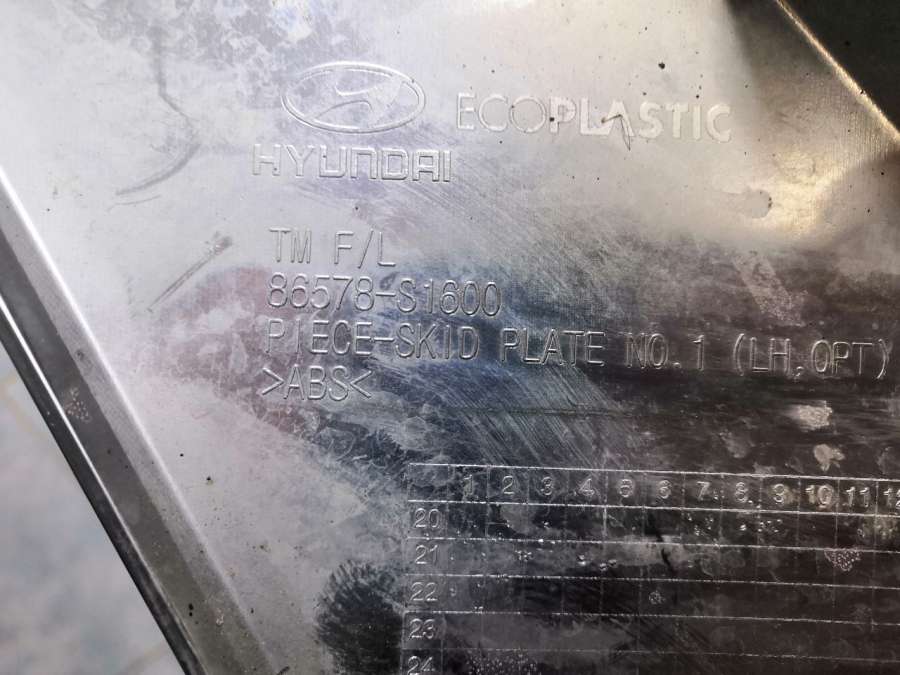 ECOPLASTIC
HYUNDAI
TM F/L
86578-S1600
PIECE-SKID PLATE NO.1 (LH,OPT)
>ABS<
1 2 3 4 5 6 7 8 9 10 11 12
20
21
22
23
24